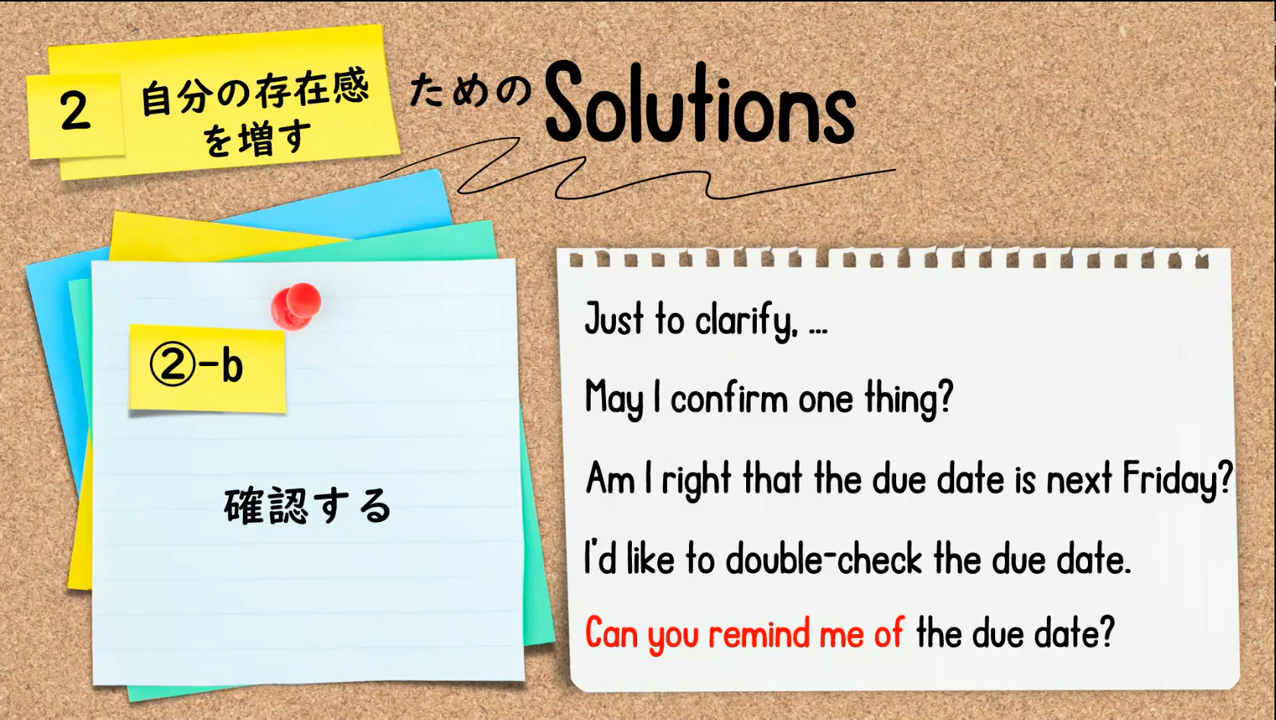 2
自分の存在感
を増す
ための Solutions
②-b
確認する
Just to clarify, ...
May I confirm one thing?
Am I right that the due date is next Friday?
I'd like to double-check the due date.
Can you remind me of the due date?